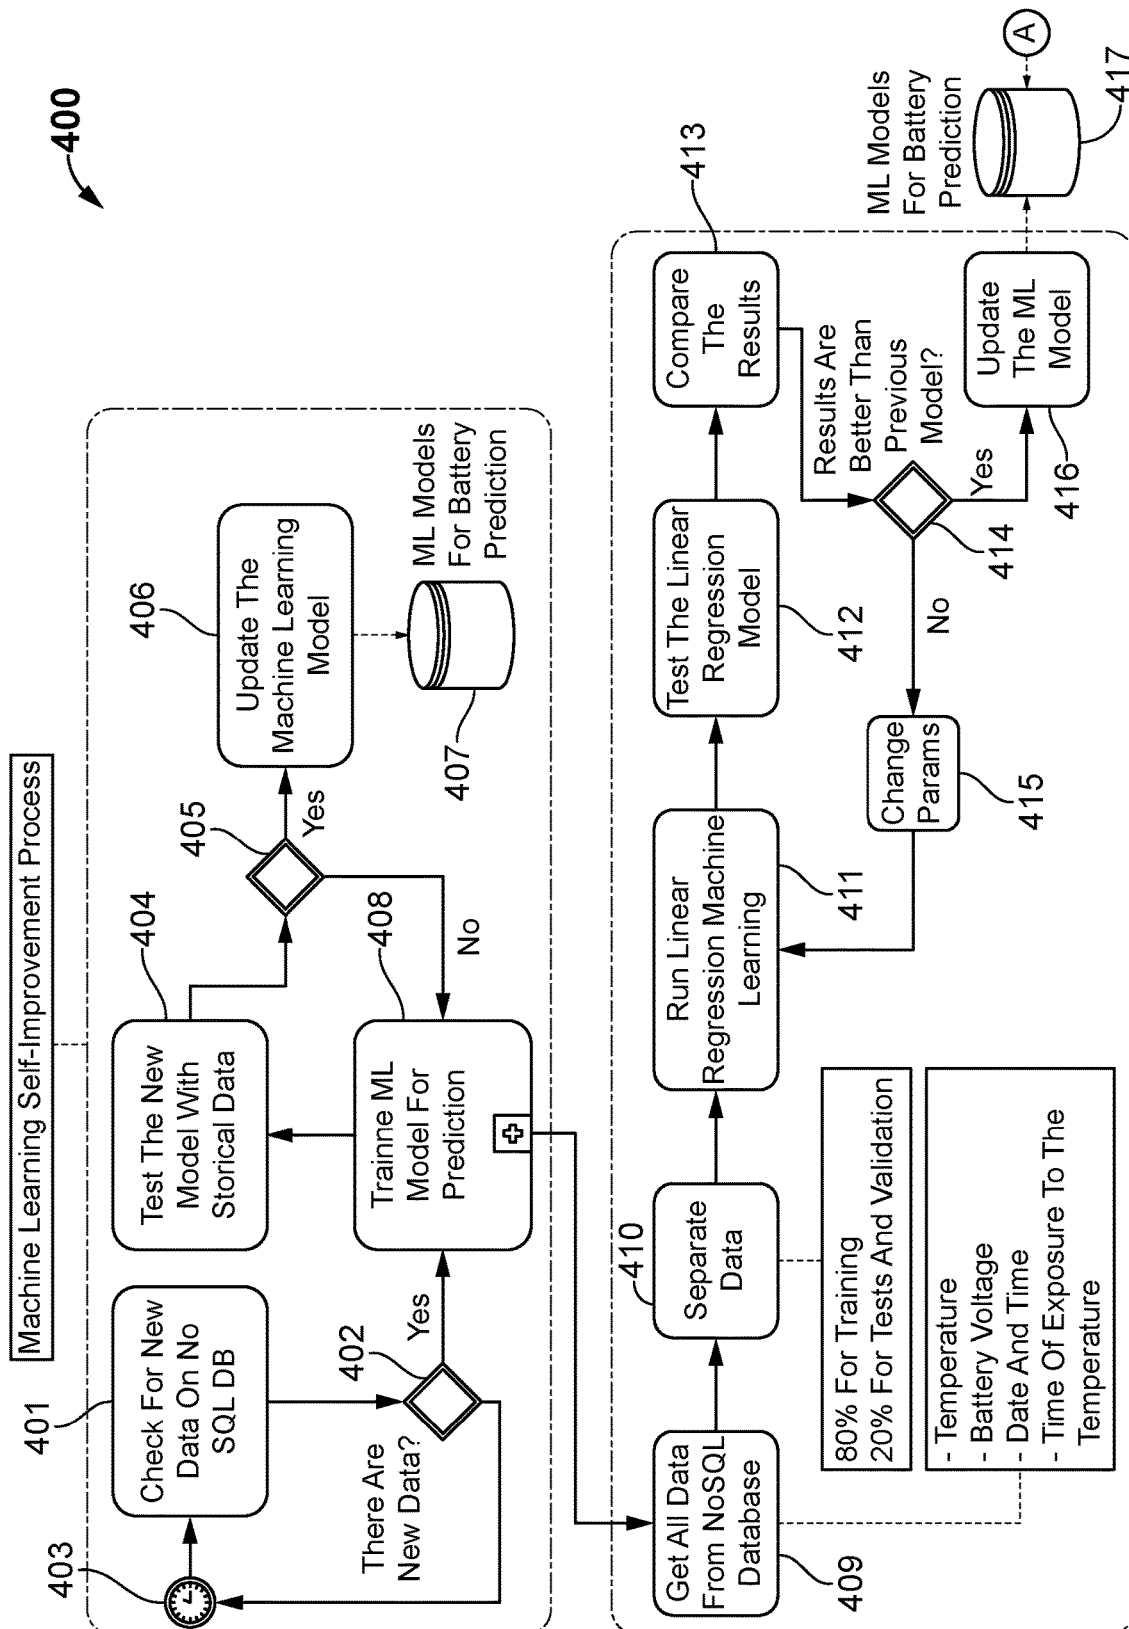 400
Machine Learning Self-Improvement Process
403
401
Check For New
Data On No
SQL DB
There Are
New Data?
402
Yes
404
Test The New
Model With
Storical Data
408
Trainne ML
Model For
Prediction
405
Yes
No
406
Update The
Machine Learning
Model
407
ML Models
For Battery
Prediction
Get All Data
From NoSQL
Database
409
410
Separate
Data
80% For Training
20% For Tests And Validation
- Temperature
- Battery Voltage
- Date And Time
- Time Of Exposure To The
Temperature
Run Linear
Regression Machine
Learning
411
Test The Linear
Regression
Model
412
Compare
The
Results
413
Results Are
Better Than
Previous
Model?
414
No
Yes
Change
Params
415
Update
The ML
Model
416
ML Models
For Battery
Prediction
417
A